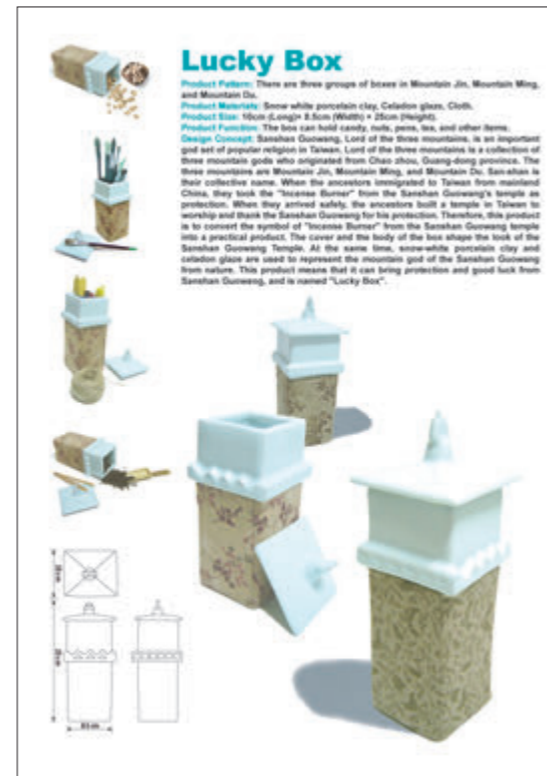 Lucky Box
Product Pattern: There are three groups of boxes in Mountain Jin, Mountain Ming,
and Mountain Du.
Product Materials: Snow white porcelain clay, Celadon glaze, Cloth.
Product Size: 10cm (Long)× 8.5cm (Width) × 25cm (Height).
Product Function: The box can hold candy, nuts, pens, tea, and other items.
Design Concept: Sanshan Guowang, Lord of the three mountains, is an important
god set of popular religion in Taiwan. Lord of the three mountains is a collection of
three mountain gods who originated from Chao zhou, Guang-dong province. The
three mountains are Mountain Jin, Mountain Ming, and Mountain Du. San-shan is
their collective name. When the ancestors immigrated to Taiwan from mainland
China, they took the "Incense Burner" from the Sanshan Guowang's temple as
protection. When they arrived safely, the ancestors built a temple in Taiwan to
worship and thank the Sanshan Guowang for his protection. Therefore, this product
is to convert the symbol of "Incense Burner" from the Sanshan Guowang temple
into a practical product. The cover and the body of the box shape the look of the
Sanshan Guowang Temple. At the same time, snow-white porcelain clay and
celadon glaze are used to represent the mountain god of the Sanshan Guowang
from nature. This product means that it can bring protection and good luck from
Sanshan Guowang, and is named "Lucky Box".